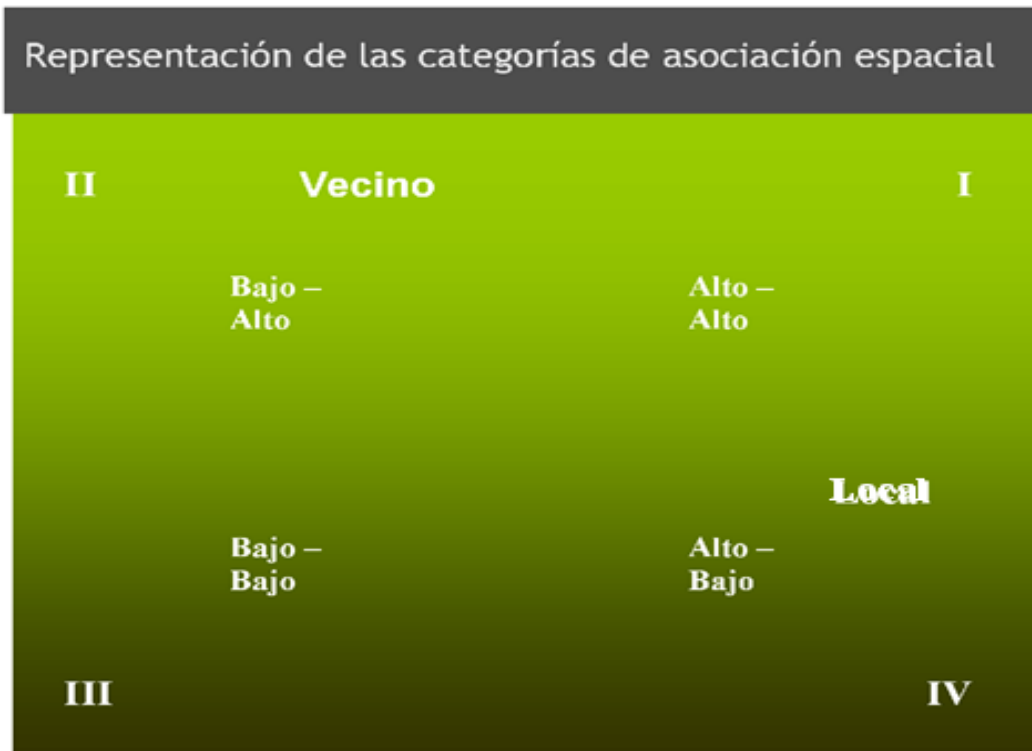 Representación de las categorías de asociación espacial
II
Vecino
I
Bajo –
Alto
Alto –
Alto
Local
Bajo –
Bajo
Alto –
Bajo
III
IV